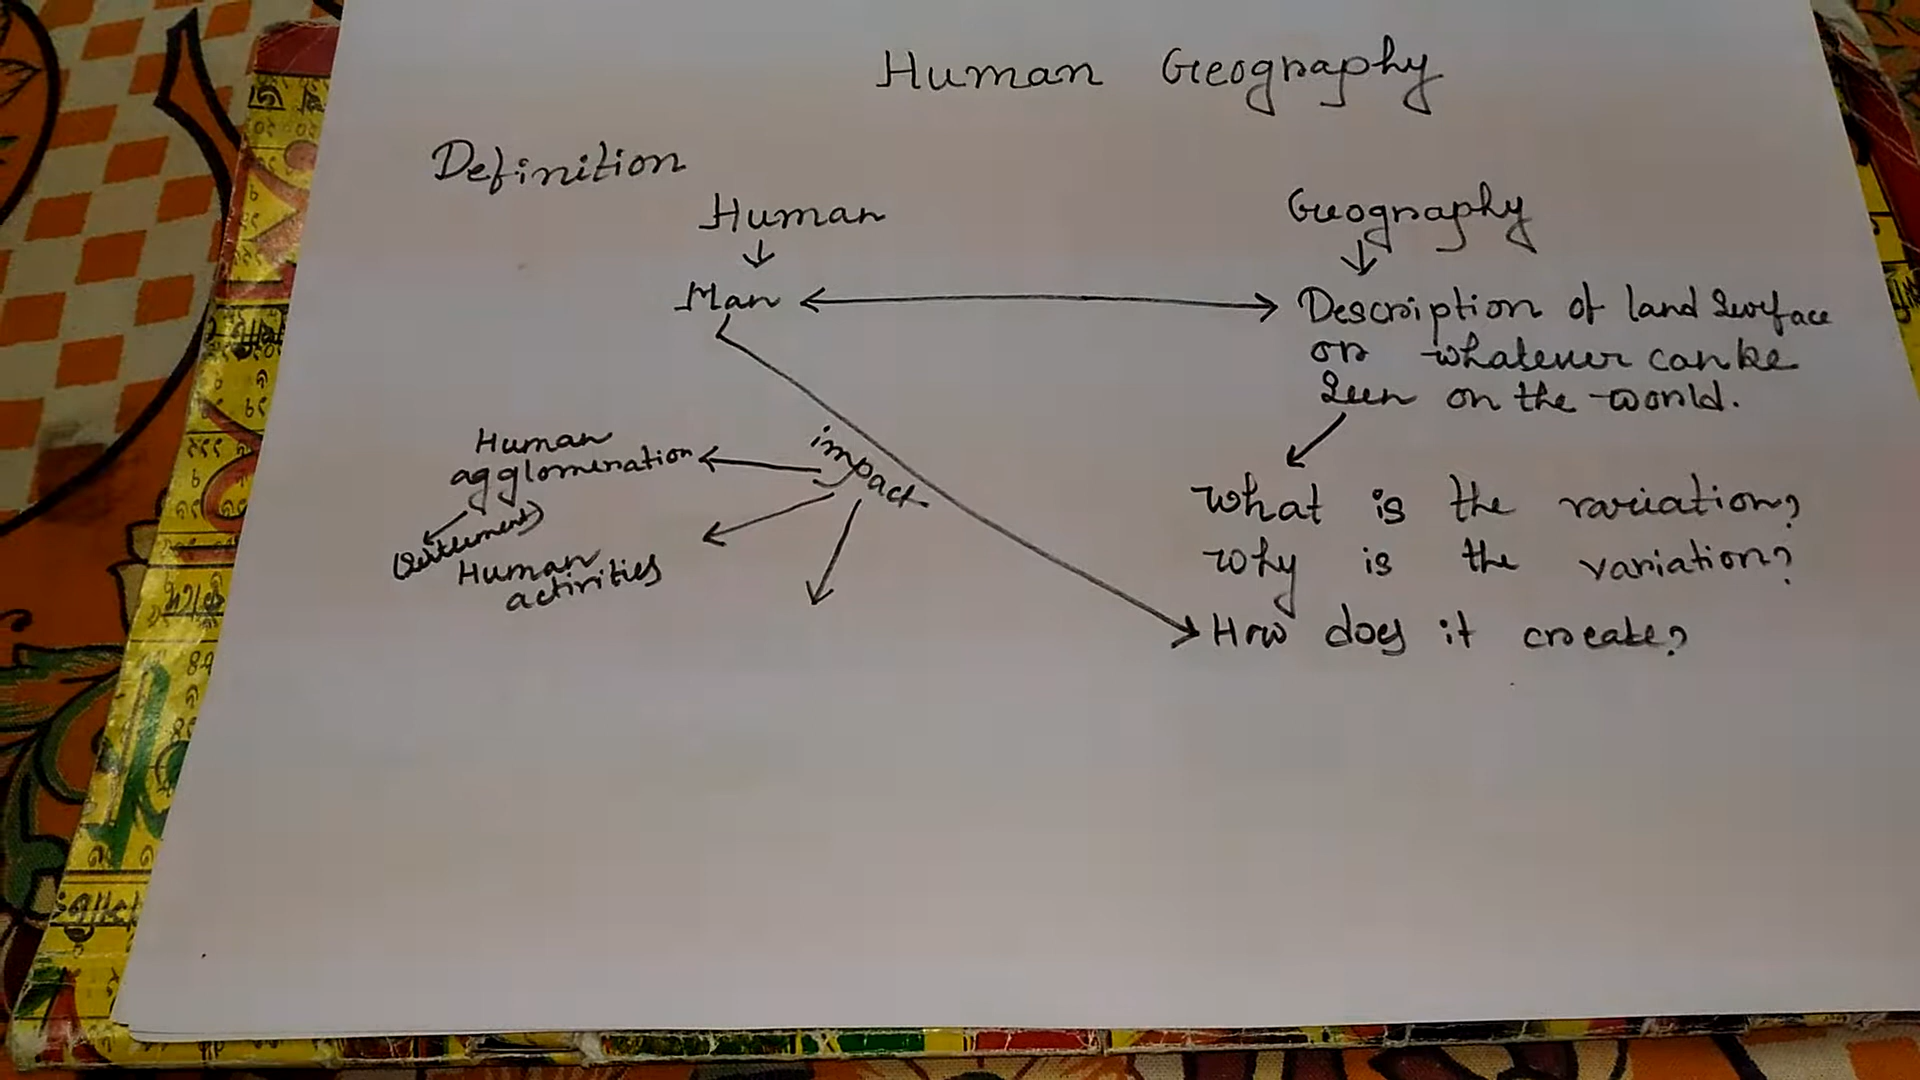 Human Geography
Definition
Human
Geography
Man
Description of land surface
or whatever can be
seen on the world.
impact
Human
agglomeration
(Settlement)
Human
activities
What is the variation?
Why is the variation?
How does it create?